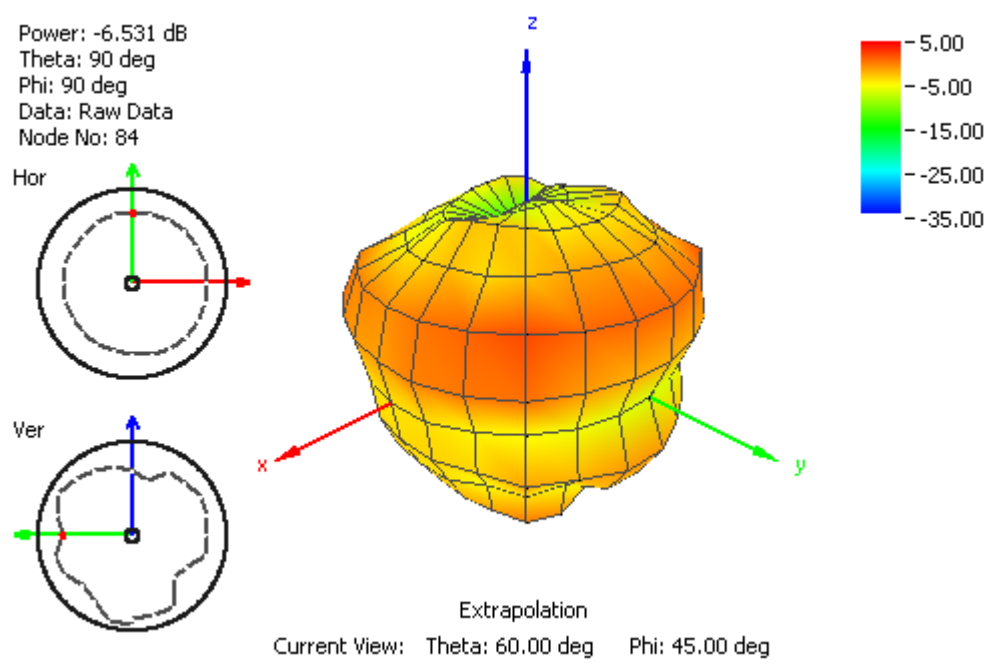 Power: -6.531 dB
Theta: 90 deg
Phi: 90 deg
Data: Raw Data
Node No: 84
Hor
Ver
z
x
y
5.00
-5.00
-15.00
-25.00
-35.00
Extrapolation
Current View: Theta: 60.00 deg Phi: 45.00 deg